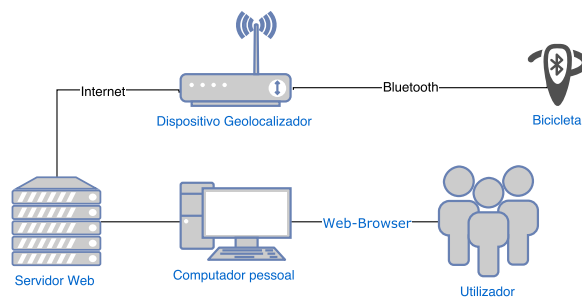 Internet
Bluetooth
Dispositivo Geolocalizador
Bicicleta
Web-Browser
Servidor Web
Computador pessoal
Utilizador